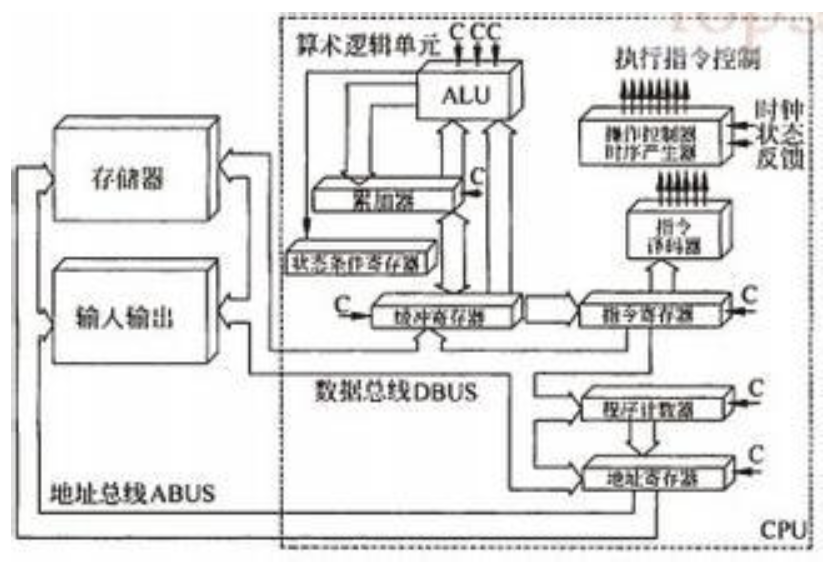 算术逻辑单元
C CC
ALU
执行指令控制
操作控制器
时序产生器
时钟
状态
反馈
存储器
累加器
C
指令
译码器
状态条件寄存器
输人输出
C
缓冲寄存器
指令寄存器
C
数据总线DBUS
程序计数器
C
地址总线ABUS
地址寄存器
C
CPU